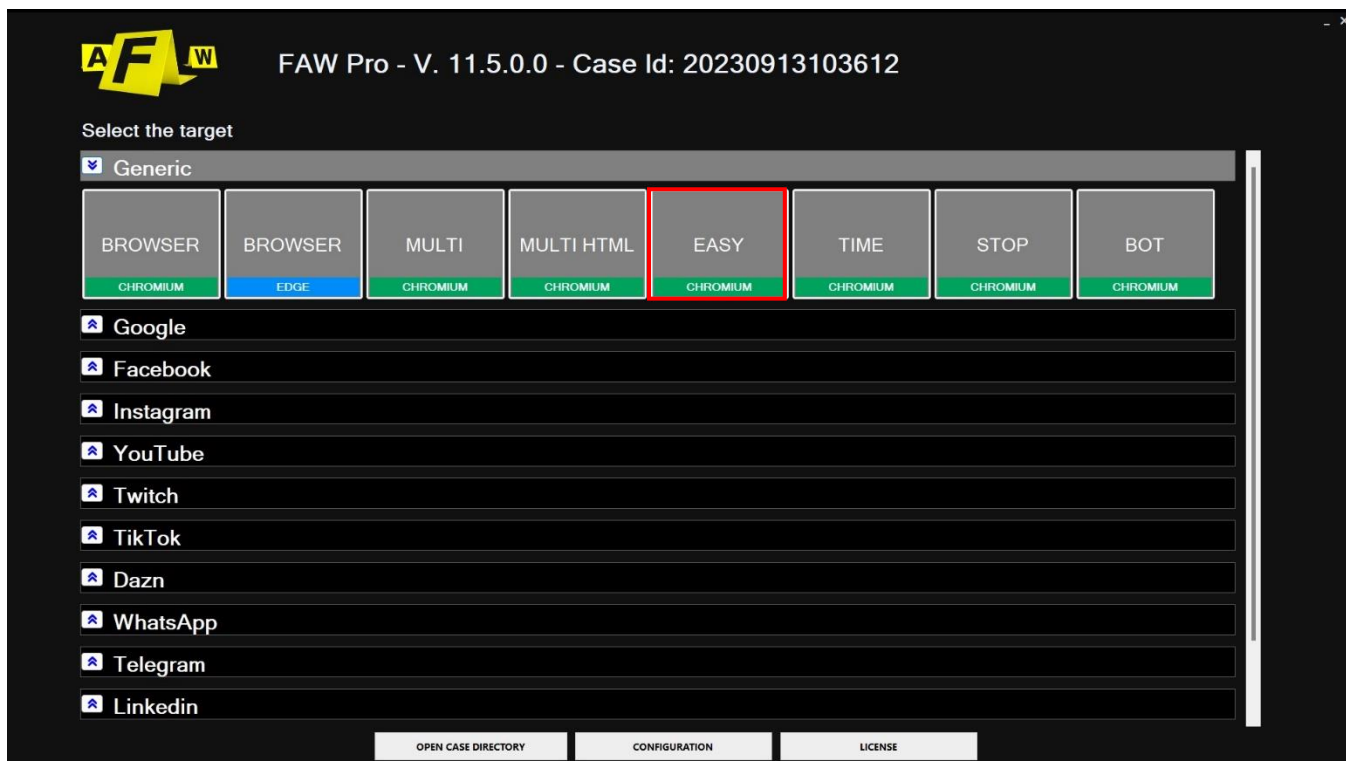 A F W
FAW Pro - V. 11.5.0.0 - Case Id: 20230913103612
Select the target
Generic
BROWSER BROWSER MULTI MULTI HTML EASY TIME STOP BOT
CHROMIUM EDGE CHROMIUM CHROMIUM CHROMIUM CHROMIUM CHROMIUM CHROMIUM
Google
Facebook
Instagram
YouTube
Twitch
TikTok
Dazn
WhatsApp
Telegram
Linkedin
OPEN CASE DIRECTORY CONFIGURATION LICENSE